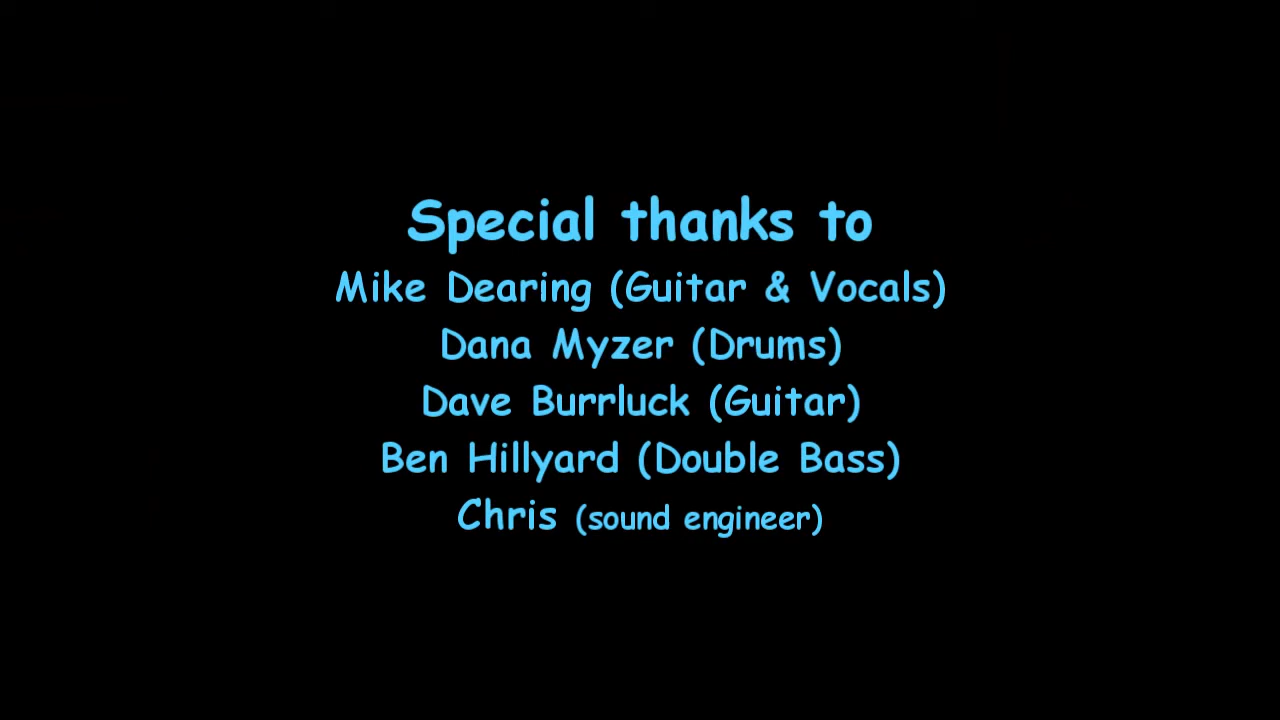 Special thanks to
Mike Dearing (Guitar & Vocals)
Dana Myzer (Drums)
Dave Burrluck (Guitar)
Ben Hillyard (Double Bass)
Chris (sound engineer)